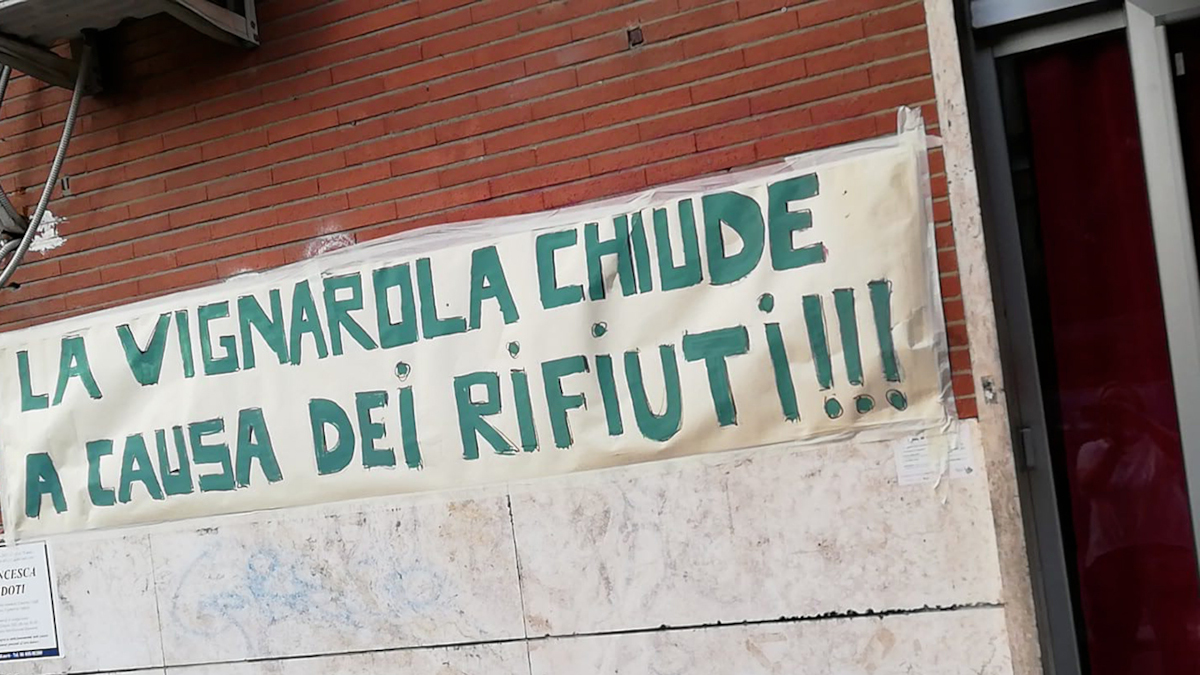 LA VIGNAROLA CHIUDE
A CAUSA DEI RIFIUTI!!!